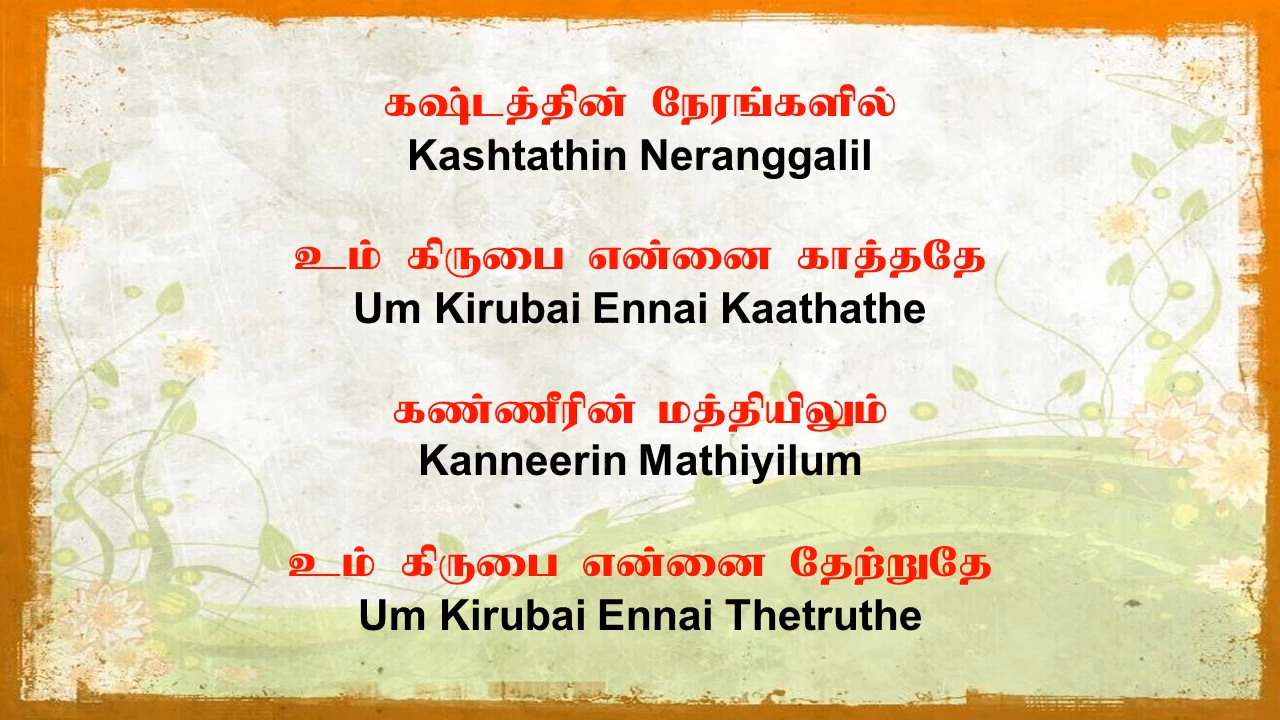 கஷ்டத்தின் நேரங்களில்
Kashtathin Neranggalil
உம் கிருபை என்னை காத்ததே
Um Kirubai Ennai Kaathathe
கண்ணீரின் மத்தியிலும்
Kanneerin Mathiyilum
உம் கிருபை என்னை தேற்றுதே
Um Kirubai Ennai Thetruthe